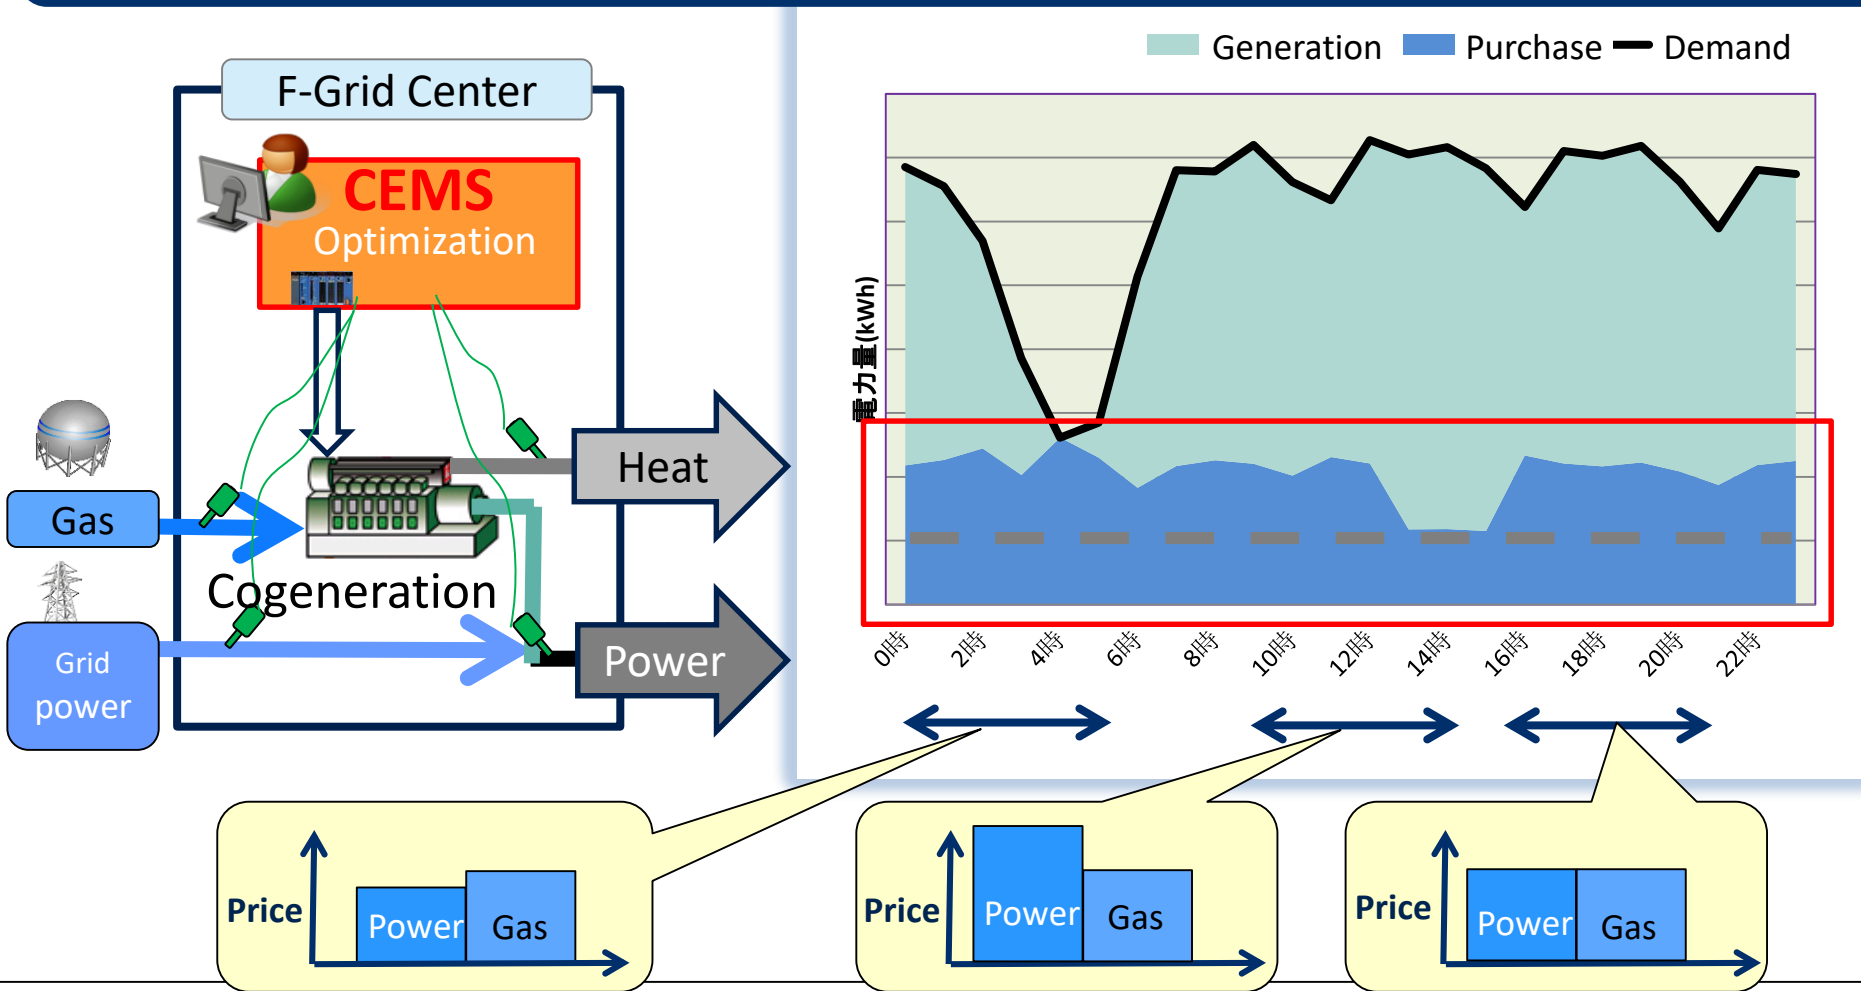 F-Grid Center
CEMS
Optimization
Gas
Grid
power
Cogeneration
Heat
Power
Generation
Purchase
Demand
電力量(kWh)
0時
2時
4時
6時
8時
10時
12時
14時
16時
18時
20時
22時
Price
Power
Gas
Price
Power
Gas
Price
Power
Gas